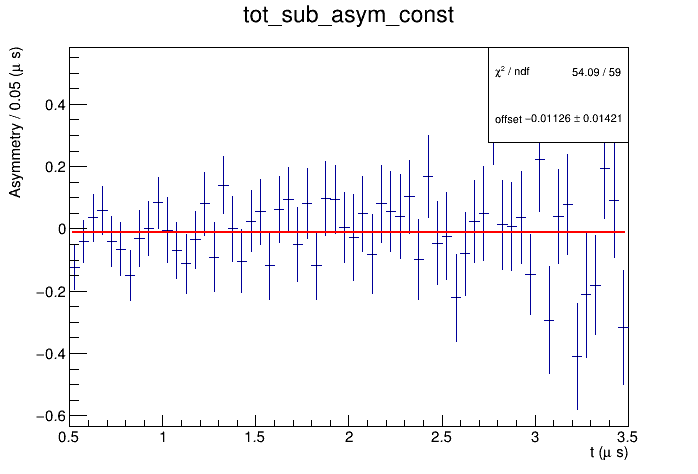 tot_sub_asym_const
Asymmetry / 0.05 (μ s)
χ² / ndf 54.09 / 59
offset −0.01126 ± 0.01421
0.4
0.2
0
−0.2
−0.4
−0.6
0.5 1 1.5 2 2.5 3 3.5
t (μ s)